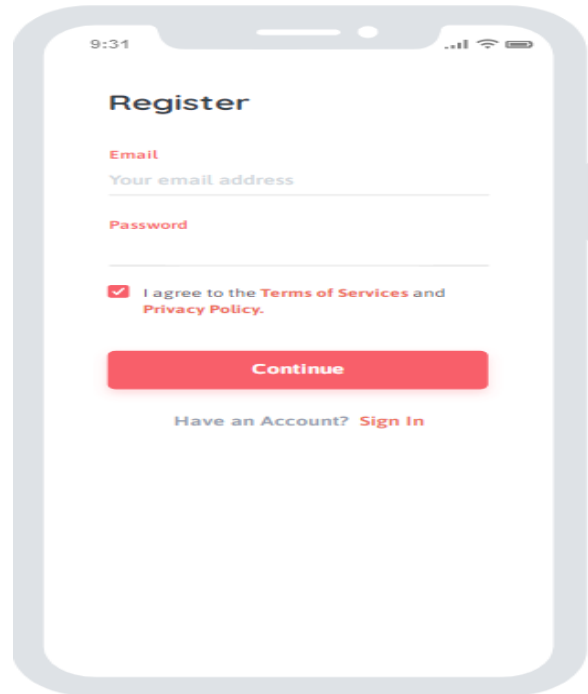 9:31
Register
Email
Your email address
Password
I agree to the Terms of Services and
Privacy Policy.
Continue
Have an Account? Sign In